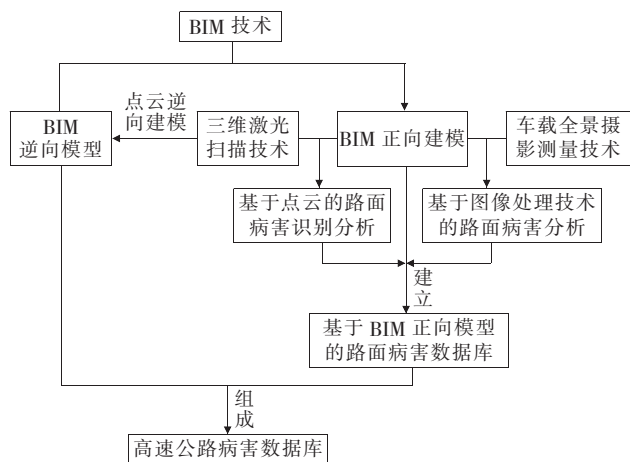 BIM 技术
点云逆
向建模
BIM
逆向模型
三维激光
扫描技术
BIM 正向建模
车载全景摄
影测量技术
基于点云的路面
病害识别分析
基于图像处理技术
的路面病害分析
建
立
基于 BIM 正向模型
的路面病害数据库
组
成
高速公路病害数据库